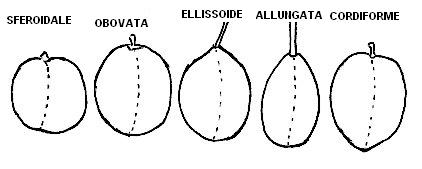 SFEROIDALE OBOVATA ELLISSOIDE ALLUNGATA CORDIFORME